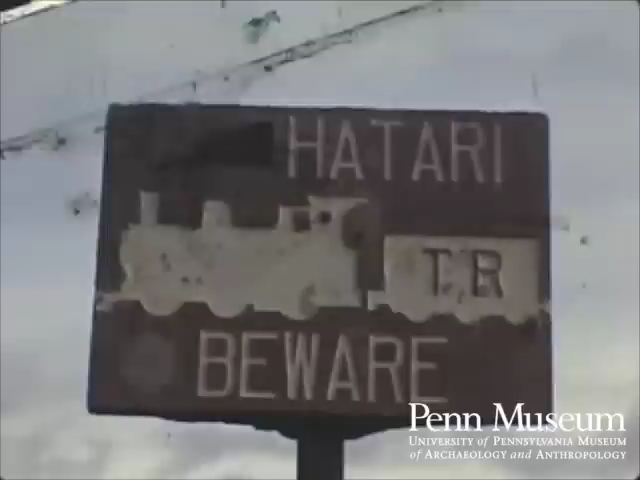 HATARI
T R
BEWARE
Penn Museum
University of Pennsylvania Museum
of Archaeology and Anthropology